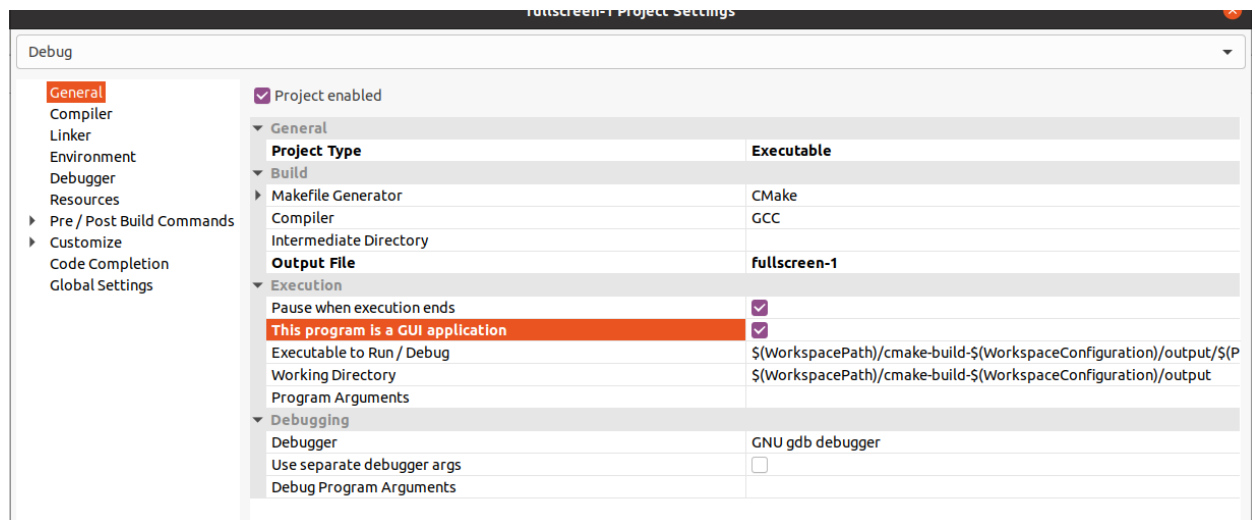 fullscreen-1 Project Settings
Debug
General
Compiler
Linker
Environment
Debugger
Resources
Pre / Post Build Commands
Customize
Code Completion
Global Settings
Project enabled
General
Project Type Executable
Build
Makefile Generator CMake
Compiler GCC
Intermediate Directory
Output File fullscreen-1
Execution
Pause when execution ends
This program is a GUI application
Executable to Run / Debug $(WorkspacePath)/cmake-build-$(WorkspaceConfiguration)/output/$(P
Working Directory $(WorkspacePath)/cmake-build-$(WorkspaceConfiguration)/output
Program Arguments
Debugging
Debugger GNU gdb debugger
Use separate debugger args
Debug Program Arguments